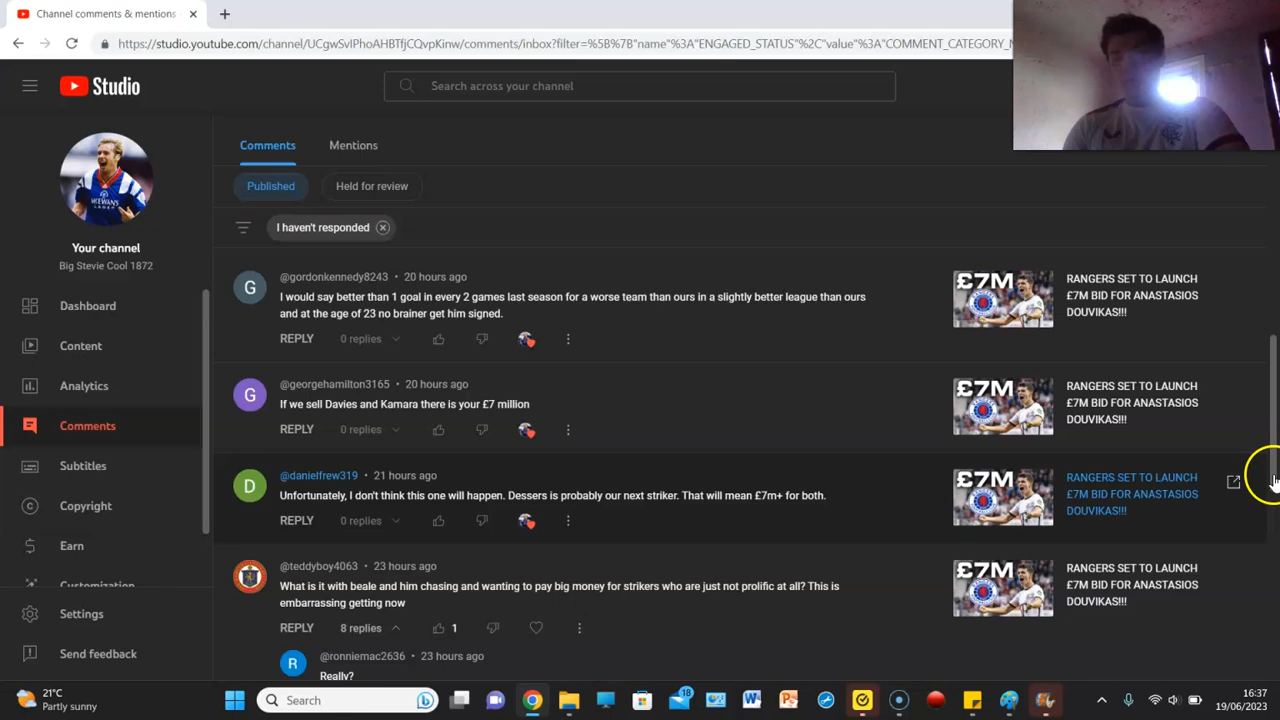 Channel comments & mentions
https://studio.youtube.com/channel/UCgwSvIPhoAHBTfjCQvpKinw/comments/inbox?filter=%5B%7B"name"%3A"ENGAGED_STATUS"%2C"value"%3A"COMMENT_CATEGORY_
Studio
Search across your channel
Comments
Mentions
Published
Held for review
I haven't responded
Your channel
Big Stevie Cool 1872
Dashboard
Content
Analytics
Comments
Subtitles
Copyright
Earn
Customization
Settings
Send feedback
G
@gordonkennedy8243 • 20 hours ago
I would say better than 1 goal in every 2 games last season for a worse team than ours in a slightly better league than ours
and at the age of 23 no brainer get him signed.
REPLY
0 replies
£7M
RANGERS SET TO LAUNCH
£7M BID FOR ANASTASIOS
DOUVIKAS!!!
G
@georgehamilton3165 • 20 hours ago
If we sell Davies and Kamara there is your £7 million
REPLY
0 replies
£7M
RANGERS SET TO LAUNCH
£7M BID FOR ANASTASIOS
DOUVIKAS!!!
D
@danielfrew319 • 21 hours ago
Unfortunately, I don't think this one will happen. Dessers is probably our next striker. That will mean £7m+ for both.
REPLY
0 replies
£7M
RANGERS SET TO LAUNCH
£7M BID FOR ANASTASIOS
DOUVIKAS!!!
@teddyboy4063 • 23 hours ago
What is it with beale and him chasing and wanting to pay big money for strikers who are just not prolific at all? This is
embarrassing getting now
REPLY
8 replies
1
£7M
RANGERS SET TO LAUNCH
£7M BID FOR ANASTASIOS
DOUVIKAS!!!
R
@ronniemac2636 • 23 hours ago
Really?
21°C
Partly sunny
Search
18
16:37
19/06/2023